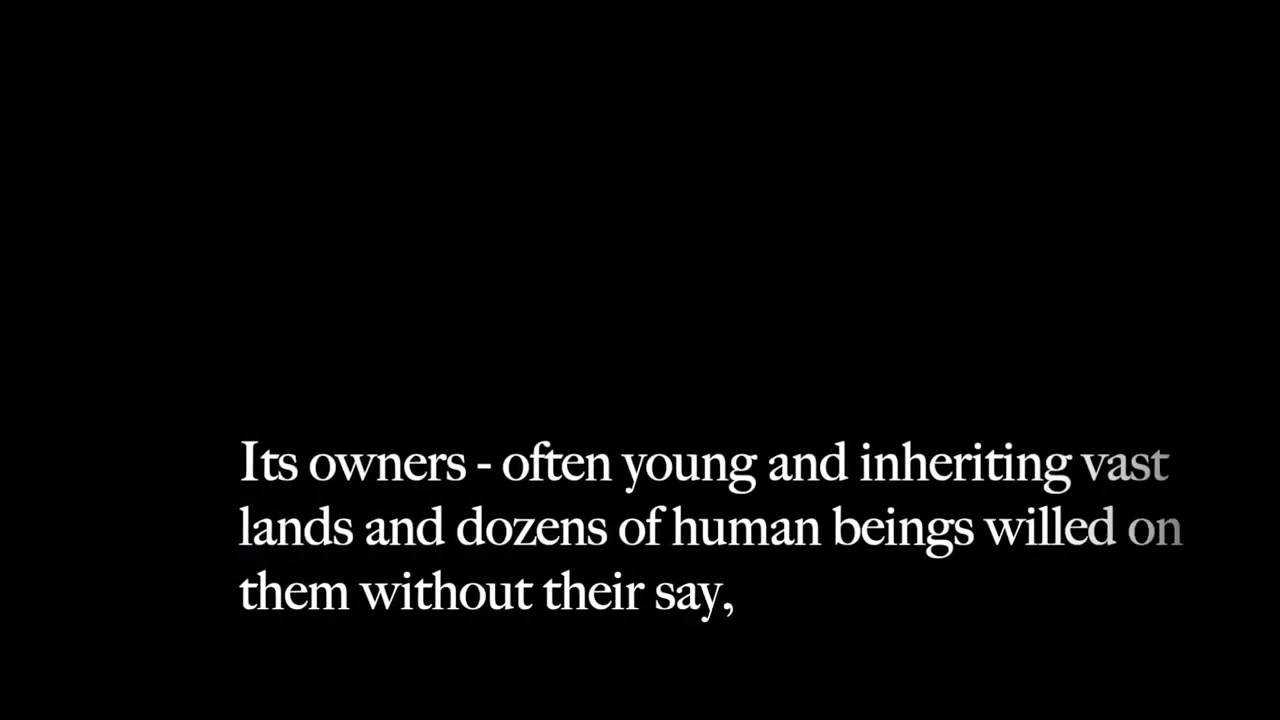 Its owners - often young and inheriting vast
lands and dozens of human beings willed on
them without their say,